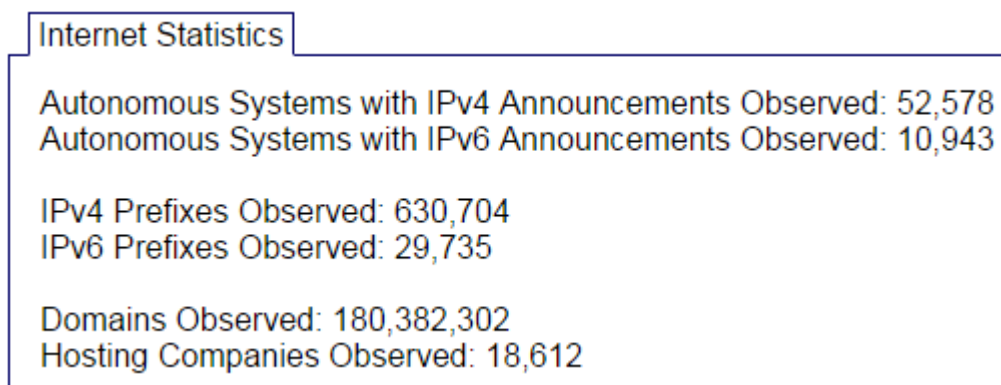 Internet Statistics
Autonomous Systems with IPv4 Announcements Observed: 52,578
Autonomous Systems with IPv6 Announcements Observed: 10,943
IPv4 Prefixes Observed: 630,704
IPv6 Prefixes Observed: 29,735
Domains Observed: 180,382,302
Hosting Companies Observed: 18,612